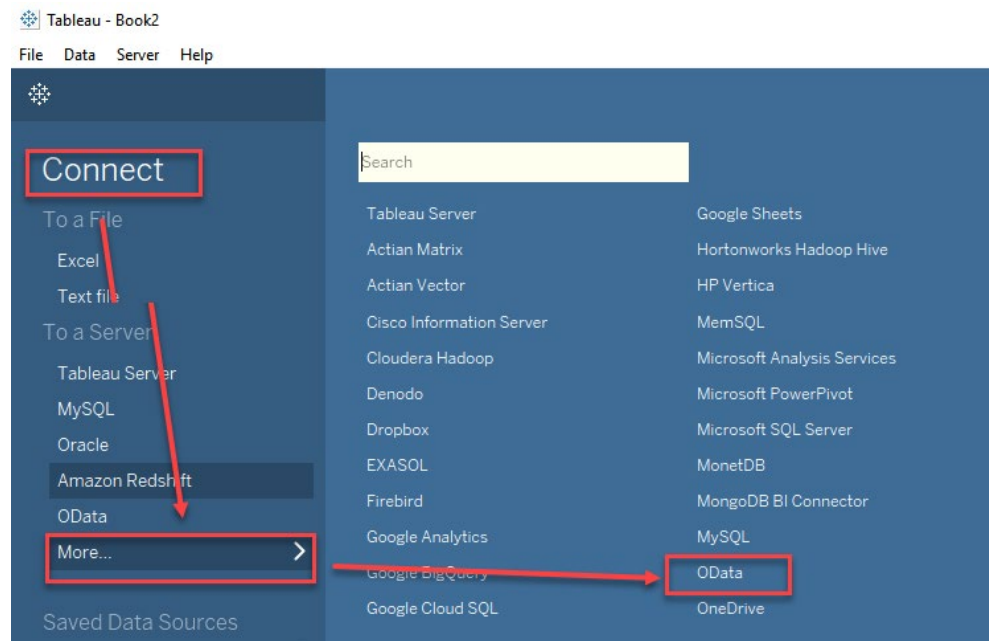 Tableau - Book2
File Data Server Help
Connect
To a File
Excel
Text file
To a Server
Tableau Server
MySQL
Oracle
Amazon Redshift
OData
More...
Saved Data Sources
Search
Tableau Server
Actian Matrix
Actian Vector
Cisco Information Server
Cloudera Hadoop
Denodo
Dropbox
EXASOL
Firebird
Google Analytics
Google BigQuery
Google Cloud SQL
Google Sheets
Hortonworks Hadoop Hive
HP Vertica
MemSQL
Microsoft Analysis Services
Microsoft PowerPivot
Microsoft SQL Server
MonetDB
MongoDB BI Connector
MySQL
OData
OneDrive